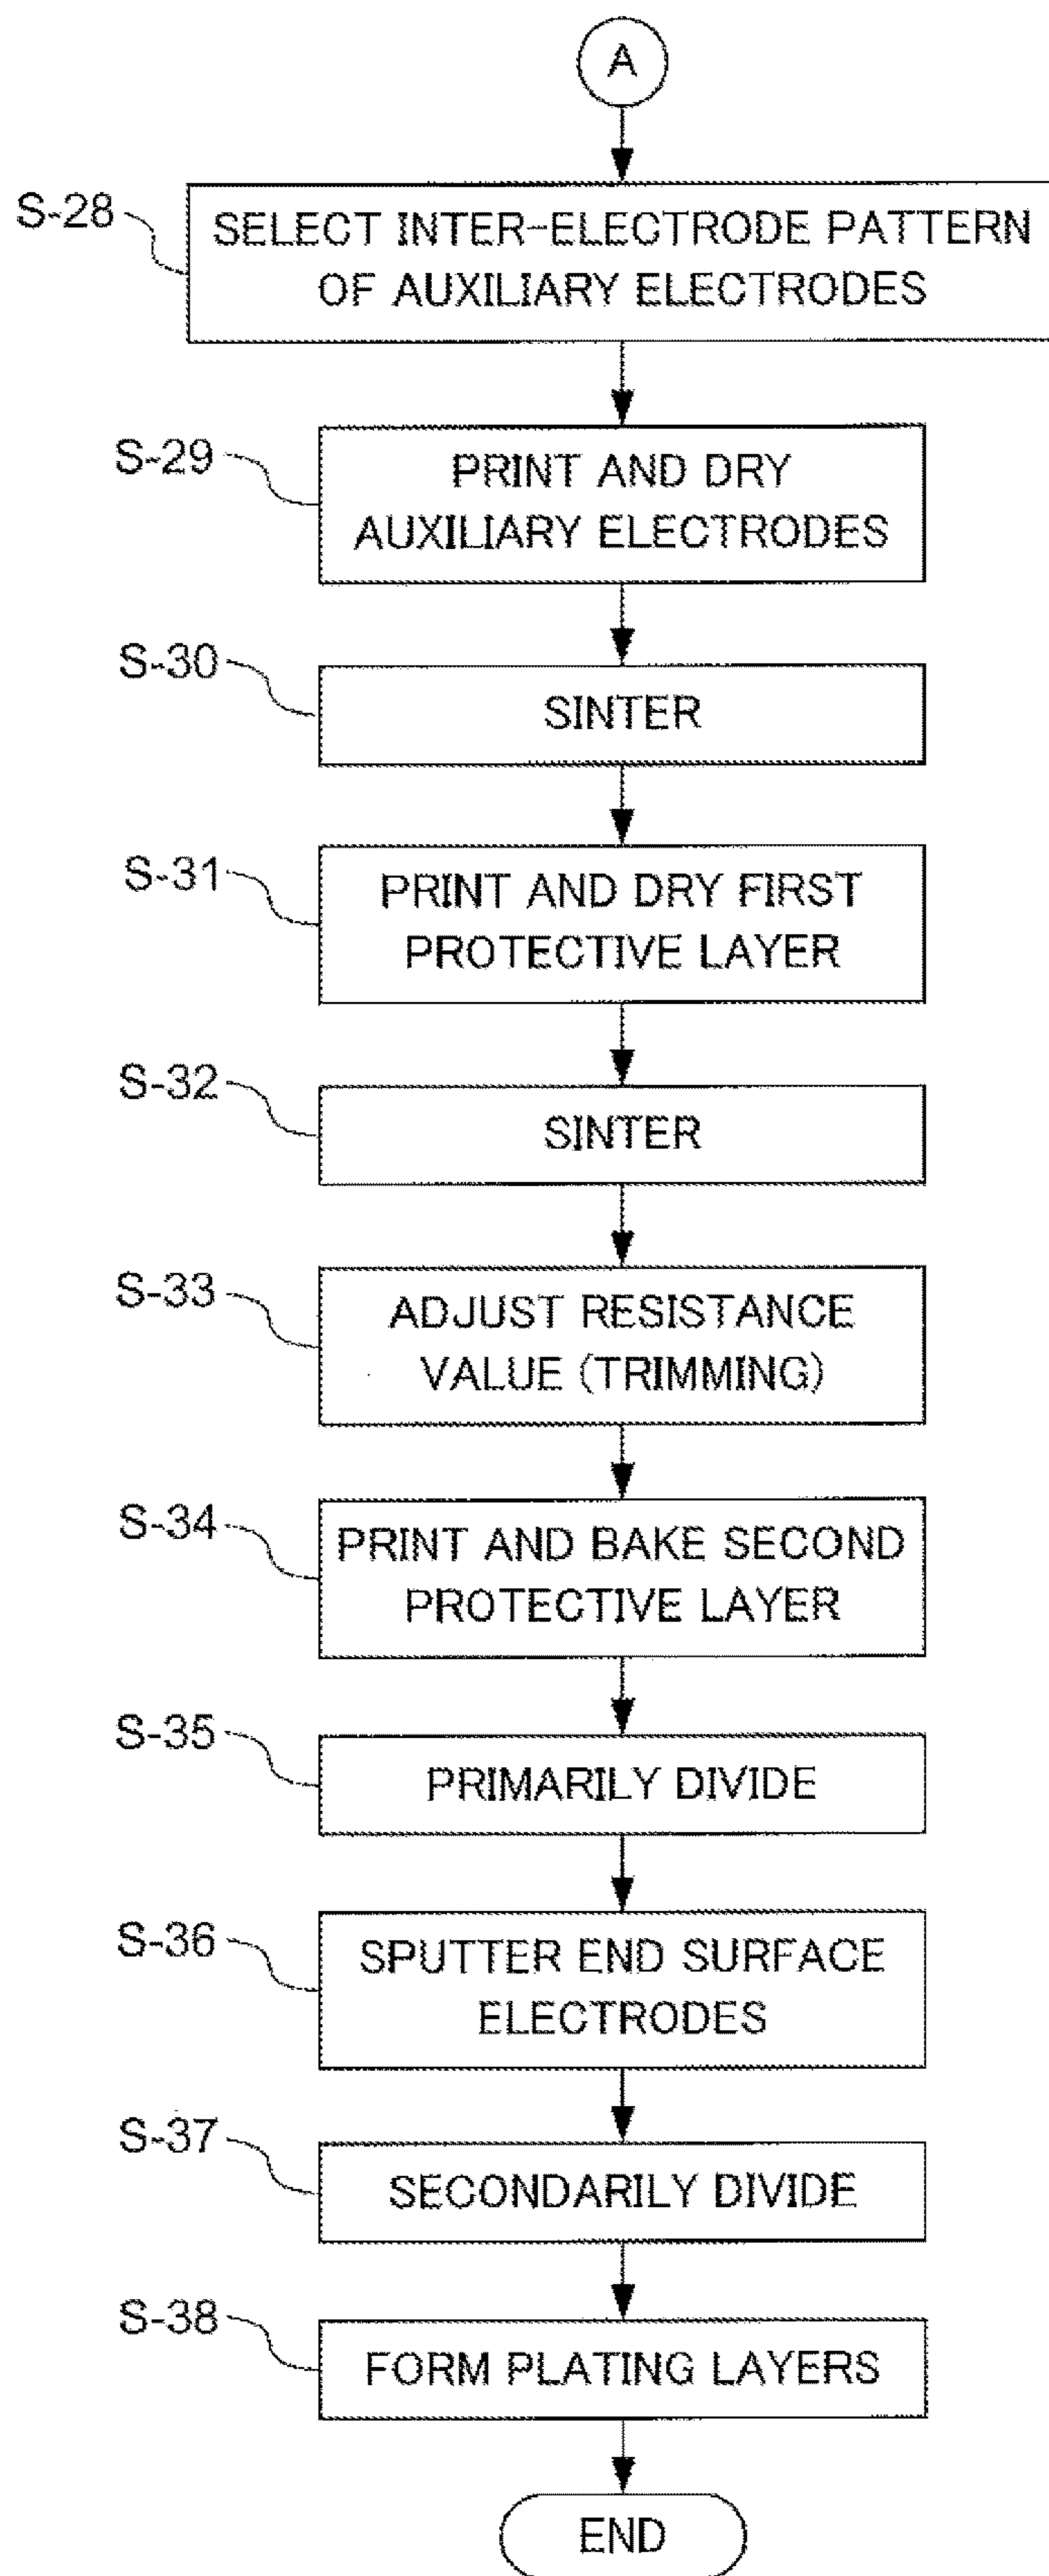 A
S-28
SELECT INTER-ELECTRODE PATTERN
OF AUXILIARY ELECTRODES
S-29
PRINT AND DRY
AUXILIARY ELECTRODES
S-30
SINTER
S-31
PRINT AND DRY FIRST
PROTECTIVE LAYER
S-32
SINTER
S-33
ADJUST RESISTANCE
VALUE (TRIMMING)
S-34
PRINT AND BAKE SECOND
PROTECTIVE LAYER
S-35
PRIMARILY DIVIDE
S-36
SPUTTER END SURFACE
ELECTRODES
S-37
SECONDARILY DIVIDE
S-38
FORM PLATING LAYERS
END